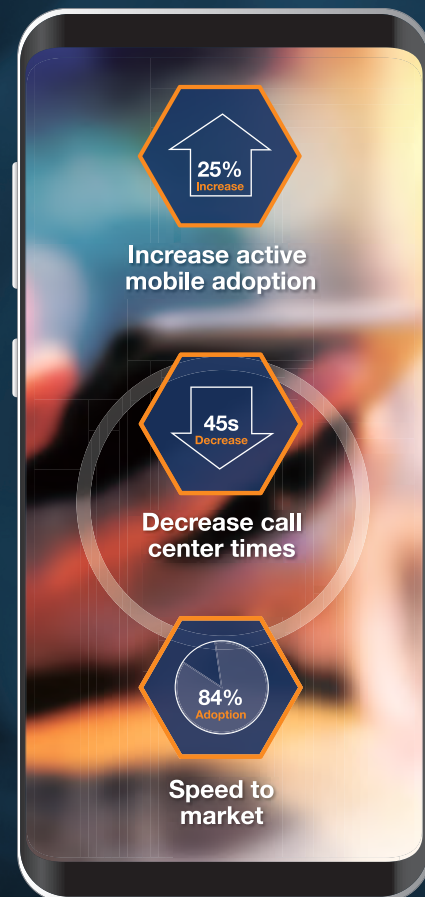 25%
Increase
Increase active
mobile adoption
45s
Decrease
Decrease call
center times
84%
Adoption
Speed to
market